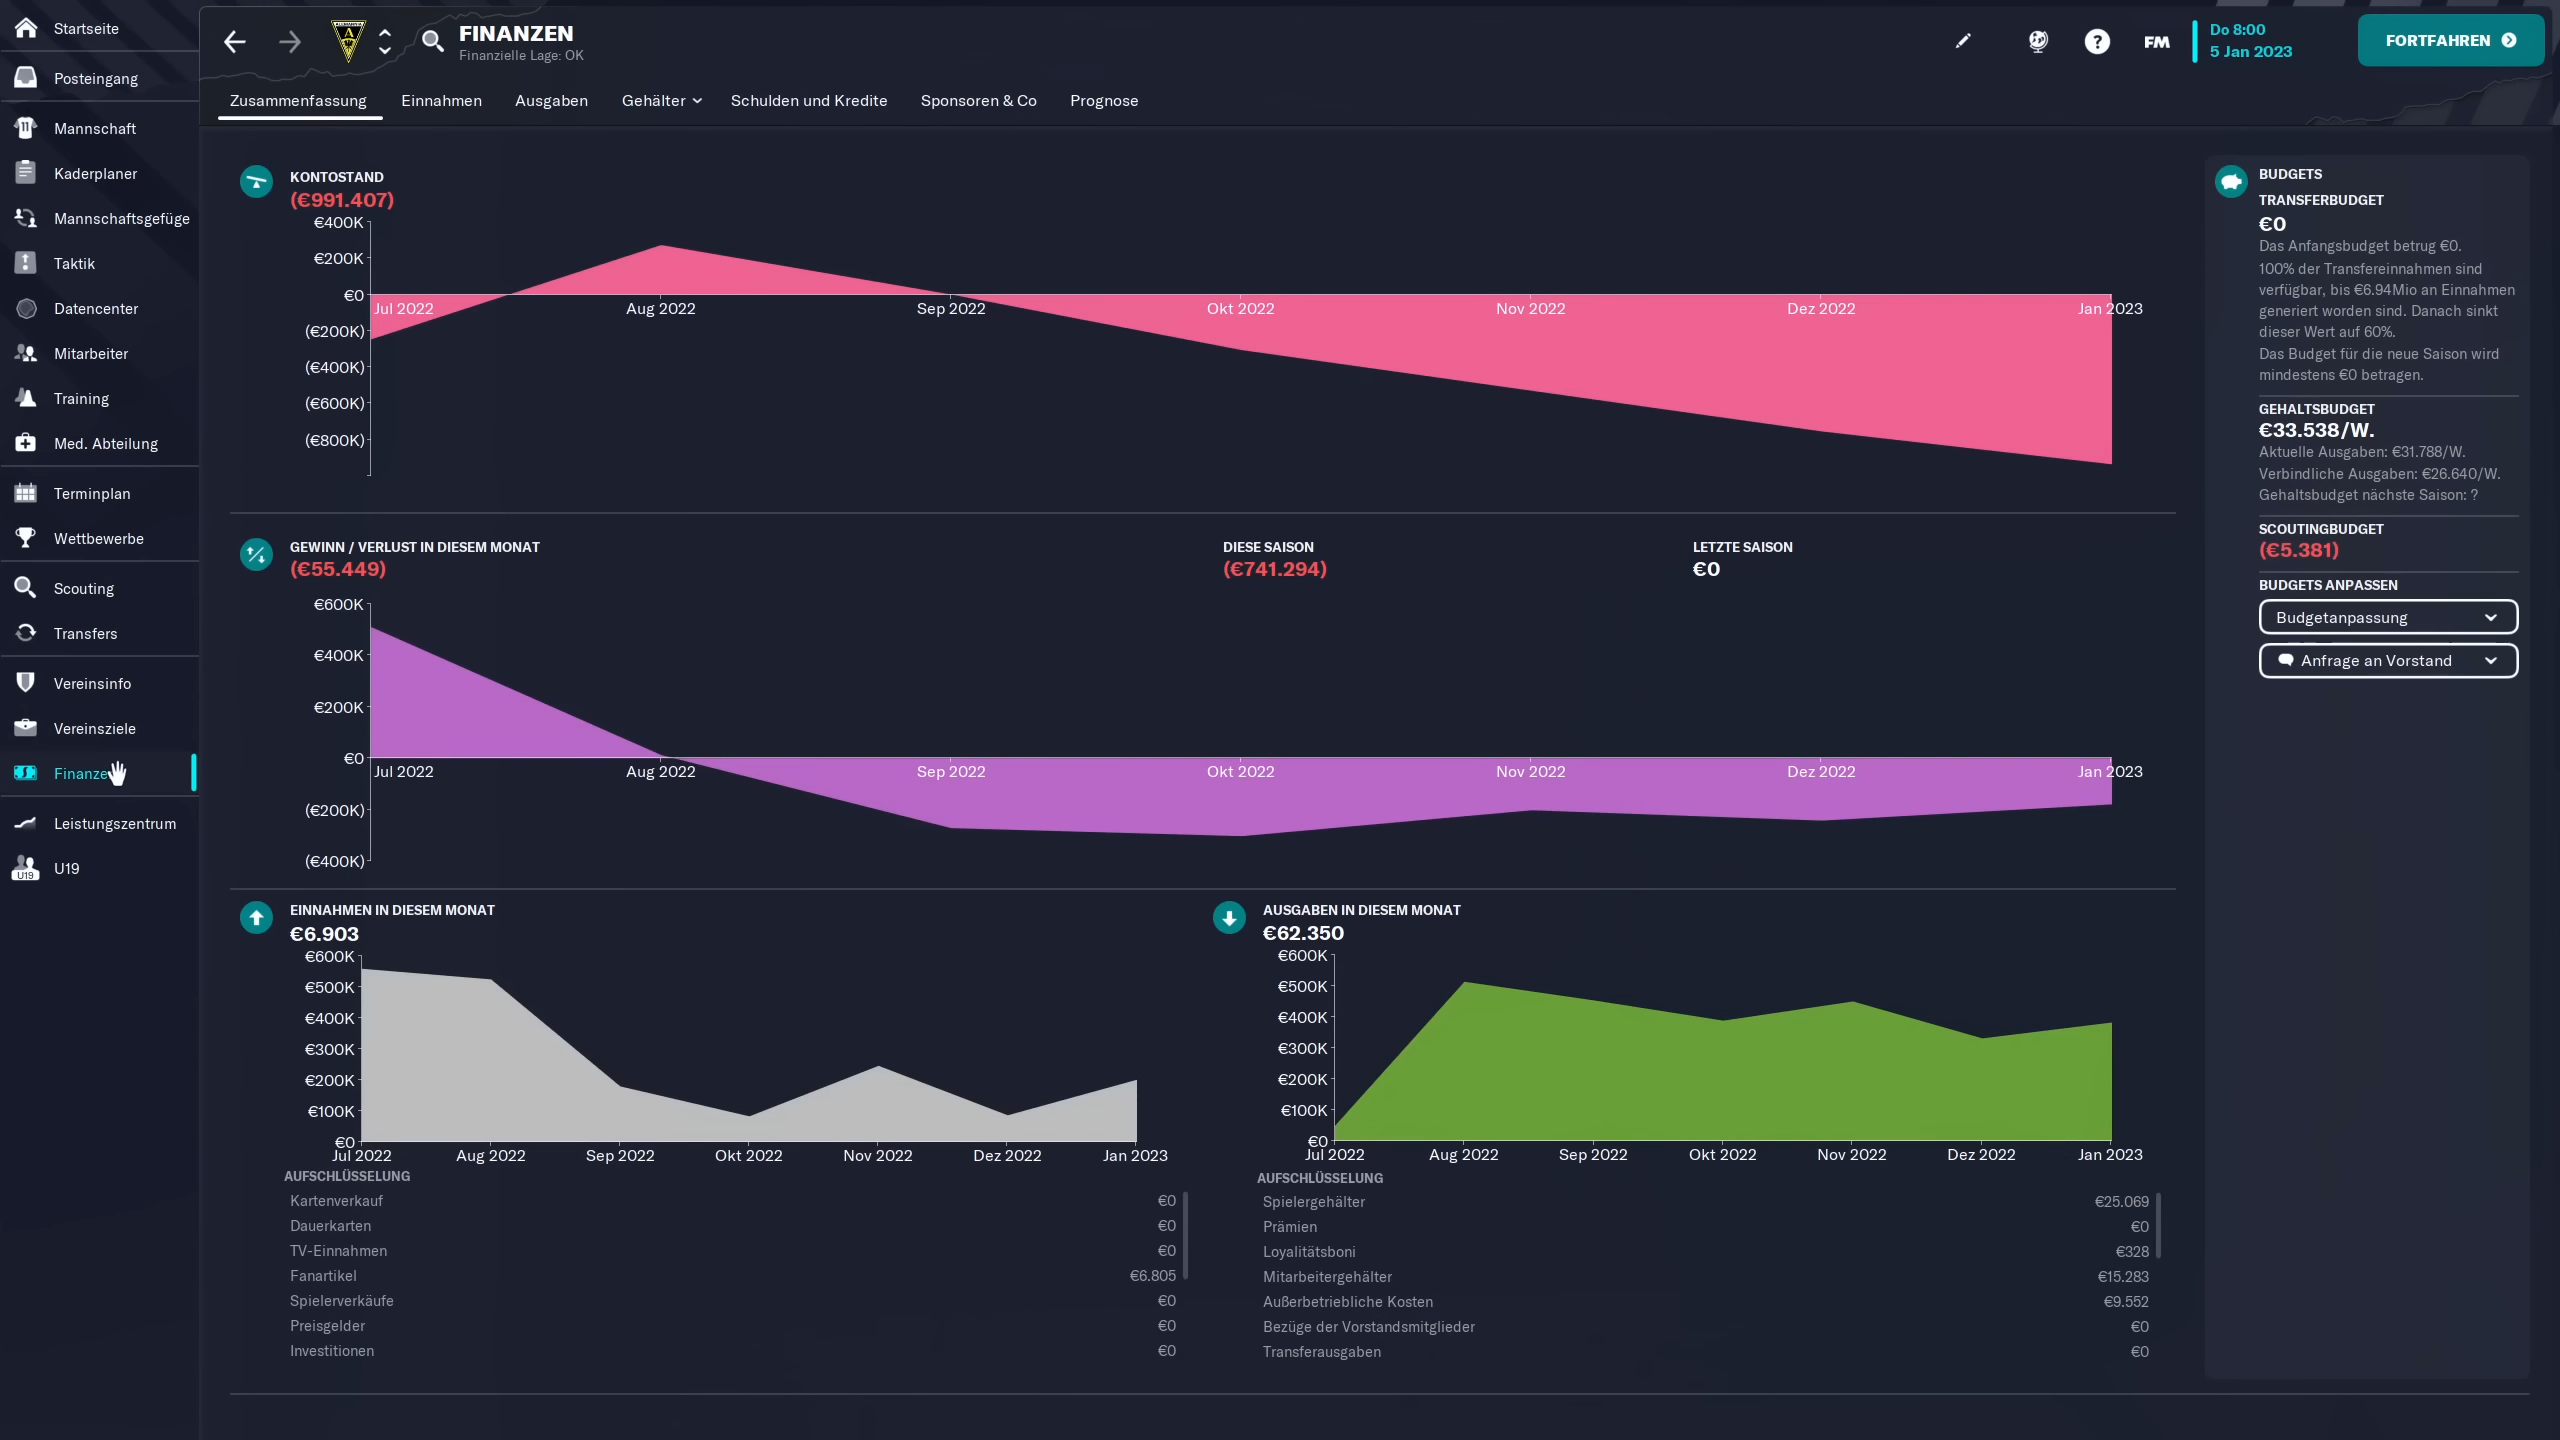 Startseite
Posteingang
Mannschaft
Kaderplaner
Mannschaftsgefüge
Taktik
Datencenter
Mitarbeiter
Training
Med. Abteilung
Terminplan
Wettbewerbe
Scouting
Transfers
Vereinsinfo
Vereinsziele
Finanze
Leistungszentrum
U19
U19
FINANZEN
Finanzielle Lage: OK
FM
Do 8:00
5 Jan 2023
FORTFAHREN
Zusammenfassung
Einnahmen
Ausgaben
Gehälter
Schulden und Kredite
Sponsoren & Co
Prognose
KONTOSTAND
(€991.407)
€400K
€200K
€0
(€200K)
(€400K)
(€600K)
(€800K)
Jul 2022
Aug 2022
Sep 2022
Okt 2022
Nov 2022
Dez 2022
Jan 2023
GEWINN / VERLUST IN DIESEM MONAT
(€55.449)
DIESE SAISON
(€741.294)
LETZTE SAISON
€0
€600K
€400K
€200K
€0
(€200K)
(€400K)
Jul 2022
Aug 2022
Sep 2022
Okt 2022
Nov 2022
Dez 2022
Jan 2023
EINNAHMEN IN DIESEM MONAT
€6.903
€600K
€500K
€400K
€300K
€200K
€100K
€0
Jul 2022
Aug 2022
Sep 2022
Okt 2022
Nov 2022
Dez 2022
Jan 2023
AUFSCHLÜSSELUNG
Kartenverkauf €0
Dauerkarten €0
TV-Einnahmen €0
Fanartikel €6.805
Spielerverkäufe €0
Preisgelder €0
Investitionen €0
AUSGABEN IN DIESEM MONAT
€62.350
€600K
€500K
€400K
€300K
€200K
€100K
€0
Jul 2022
Aug 2022
Sep 2022
Okt 2022
Nov 2022
Dez 2022
Jan 2023
AUFSCHLÜSSELUNG
Spielergehälter €25.069
Prämien €0
Loyalitätsboni €328
Mitarbeitergehälter €15.283
Außerbetriebliche Kosten €9.552
Bezüge der Vorstandsmitglieder €0
Transferausgaben €0
BUDGETS
TRANSFERBUDGET
€0
Das Anfangsbudget betrug €0.
100% der Transfereinnahmen sind
verfügbar, bis €6.94Mio an Einnahmen
generiert worden sind. Danach sinkt
dieser Wert auf 60%.
Das Budget für die neue Saison wird
mindestens €0 betragen.
GEHALTSBUDGET
€33.538/W.
Aktuelle Ausgaben: €31.788/W.
Verbindliche Ausgaben: €26.640/W.
Gehaltsbudget nächste Saison: ?
SCOUTINGBUDGET
(€5.381)
BUDGETS ANPASSEN
Budgetanpassung
Anfrage an Vorstand